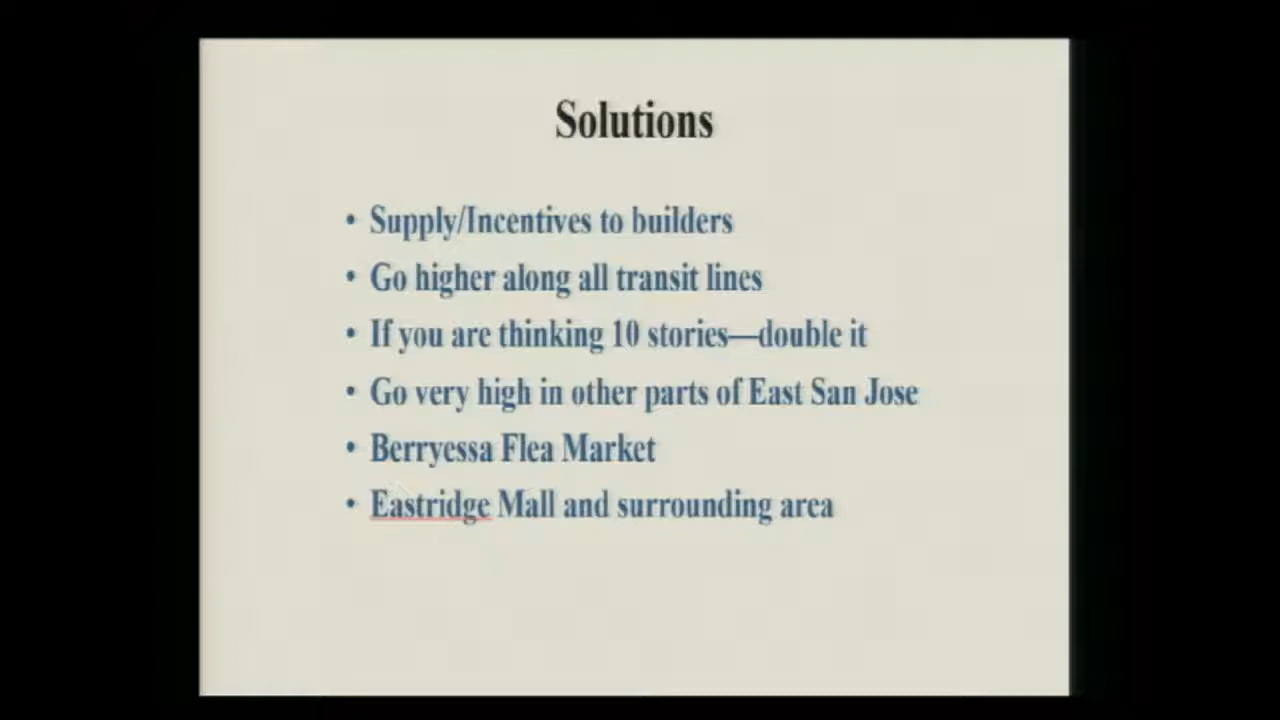 Solutions
• Supply/Incentives to builders
• Go higher along all transit lines
• If you are thinking 10 stories—double it
• Go very high in other parts of East San Jose
• Berryessa Flea Market
• Eastridge Mall and surrounding area